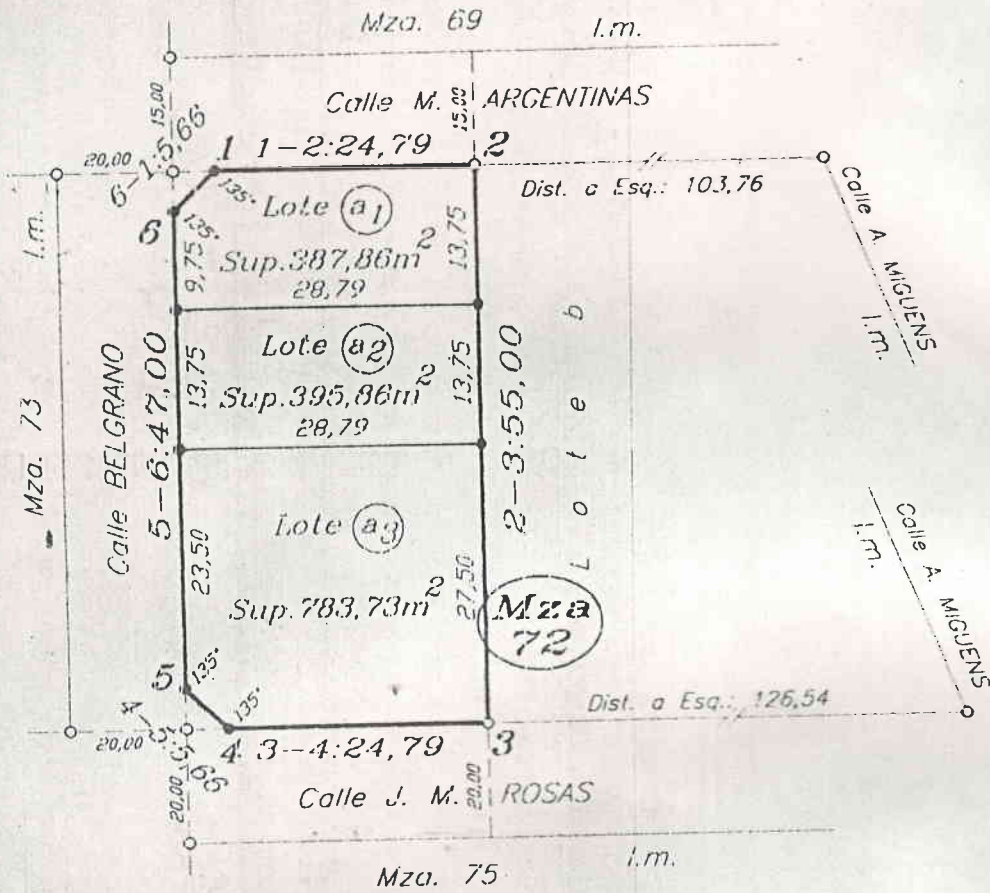 Mza. 69
l.m.
15,00
Calle M. ARGENTINAS
15,00
20,00
6-1:5,66
1
1-2:24,79
2
Dist. a Esq.: 103,76
135°
Lote a1
6
135°
Sup.387,86m²
13,75
9,75
28,79
l.m.
Calle A. MIGUENS
l.m.
Lote a2
Sup.395,86m²
13,75
13,75
28,79
Mza. 73
Calle BELGRANO
5-6:47,00
2-3:55,00
Lote b
Lote a3
23,50
Sup.783,73m²
27,50
Mza
72
Calle A. MIGUENS
l.m.
5
135°
135°
Dist. a Esq.: 126,54
20,00
4-5:5,66
4
3-4:24,79
3
20,00
Calle J. M. ROSAS
20,00
Mza. 75
l.m.